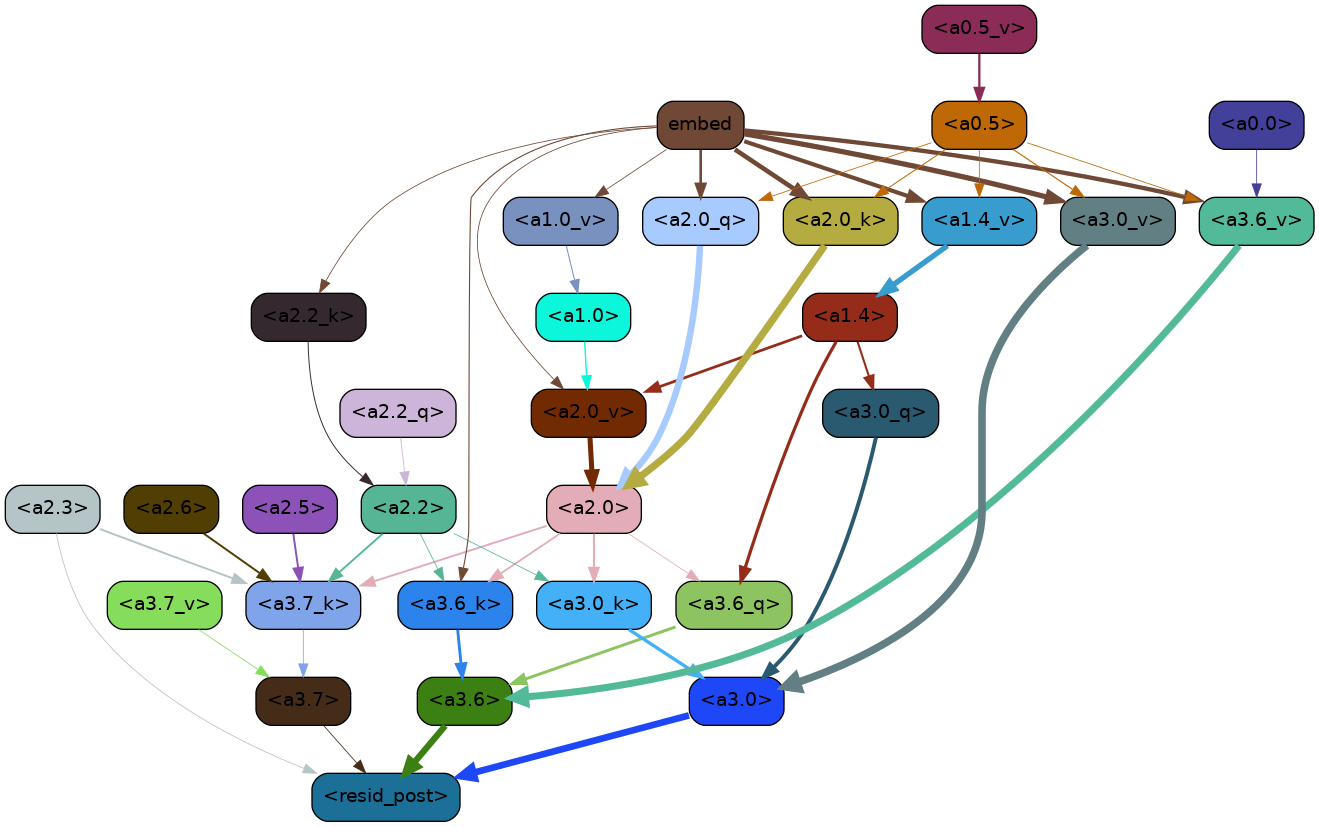 <a0.5_v>
embed
<a0.5>
<a0.0>
<a1.0_v>
<a2.0_q>
<a2.0_k>
<a1.4_v>
<a3.0_v>
<a3.6_v>
<a2.2_k>
<a1.0>
<a1.4>
<a2.2_q>
<a2.0_v>
<a3.0_q>
<a2.3>
<a2.6>
<a2.5>
<a2.2>
<a2.0>
<a3.7_v>
<a3.7_k>
<a3.6_k>
<a3.0_k>
<a3.6_q>
<a3.7>
<a3.6>
<a3.0>
<resid_post>